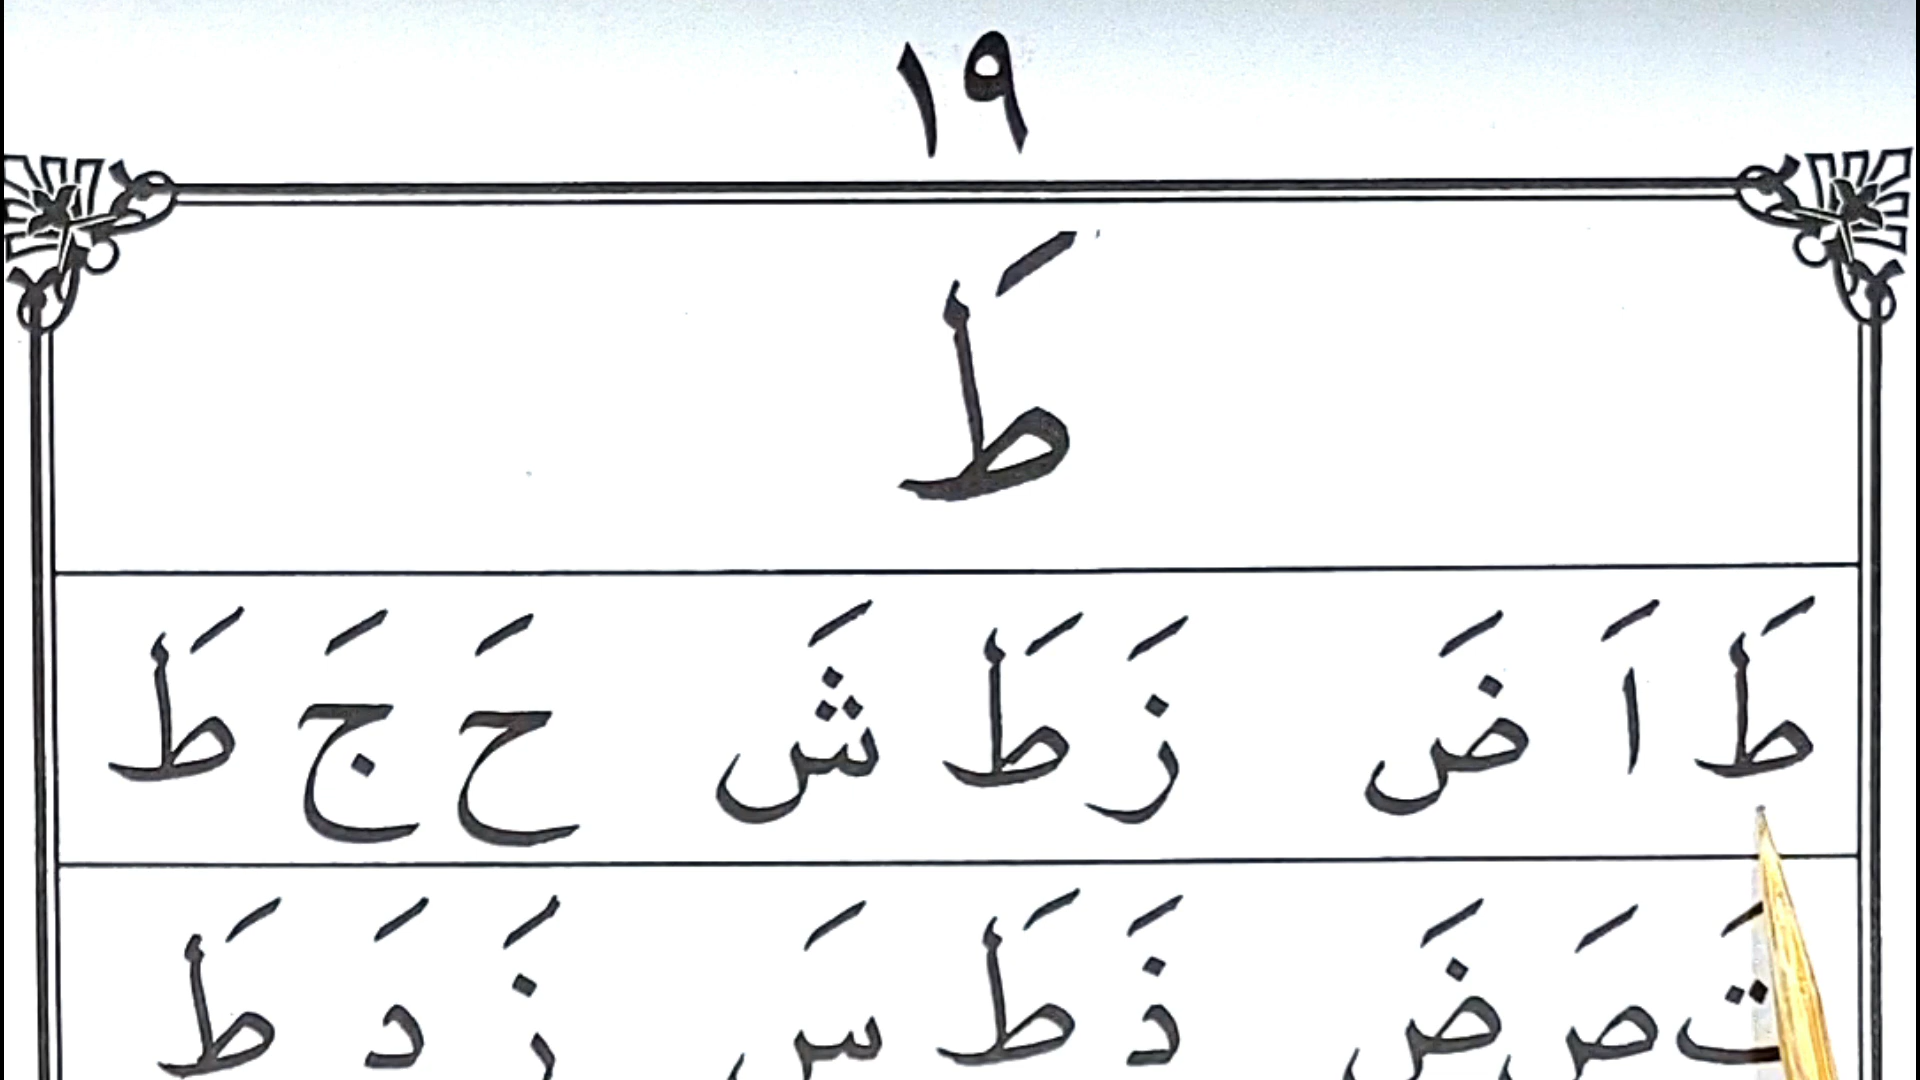 ١٩
طَ
طَ اَ ضَ زَ طَ شَ حَ جَ طَ
تَ صَ ضَ ذَ طَ سَ زَ دَ طَ